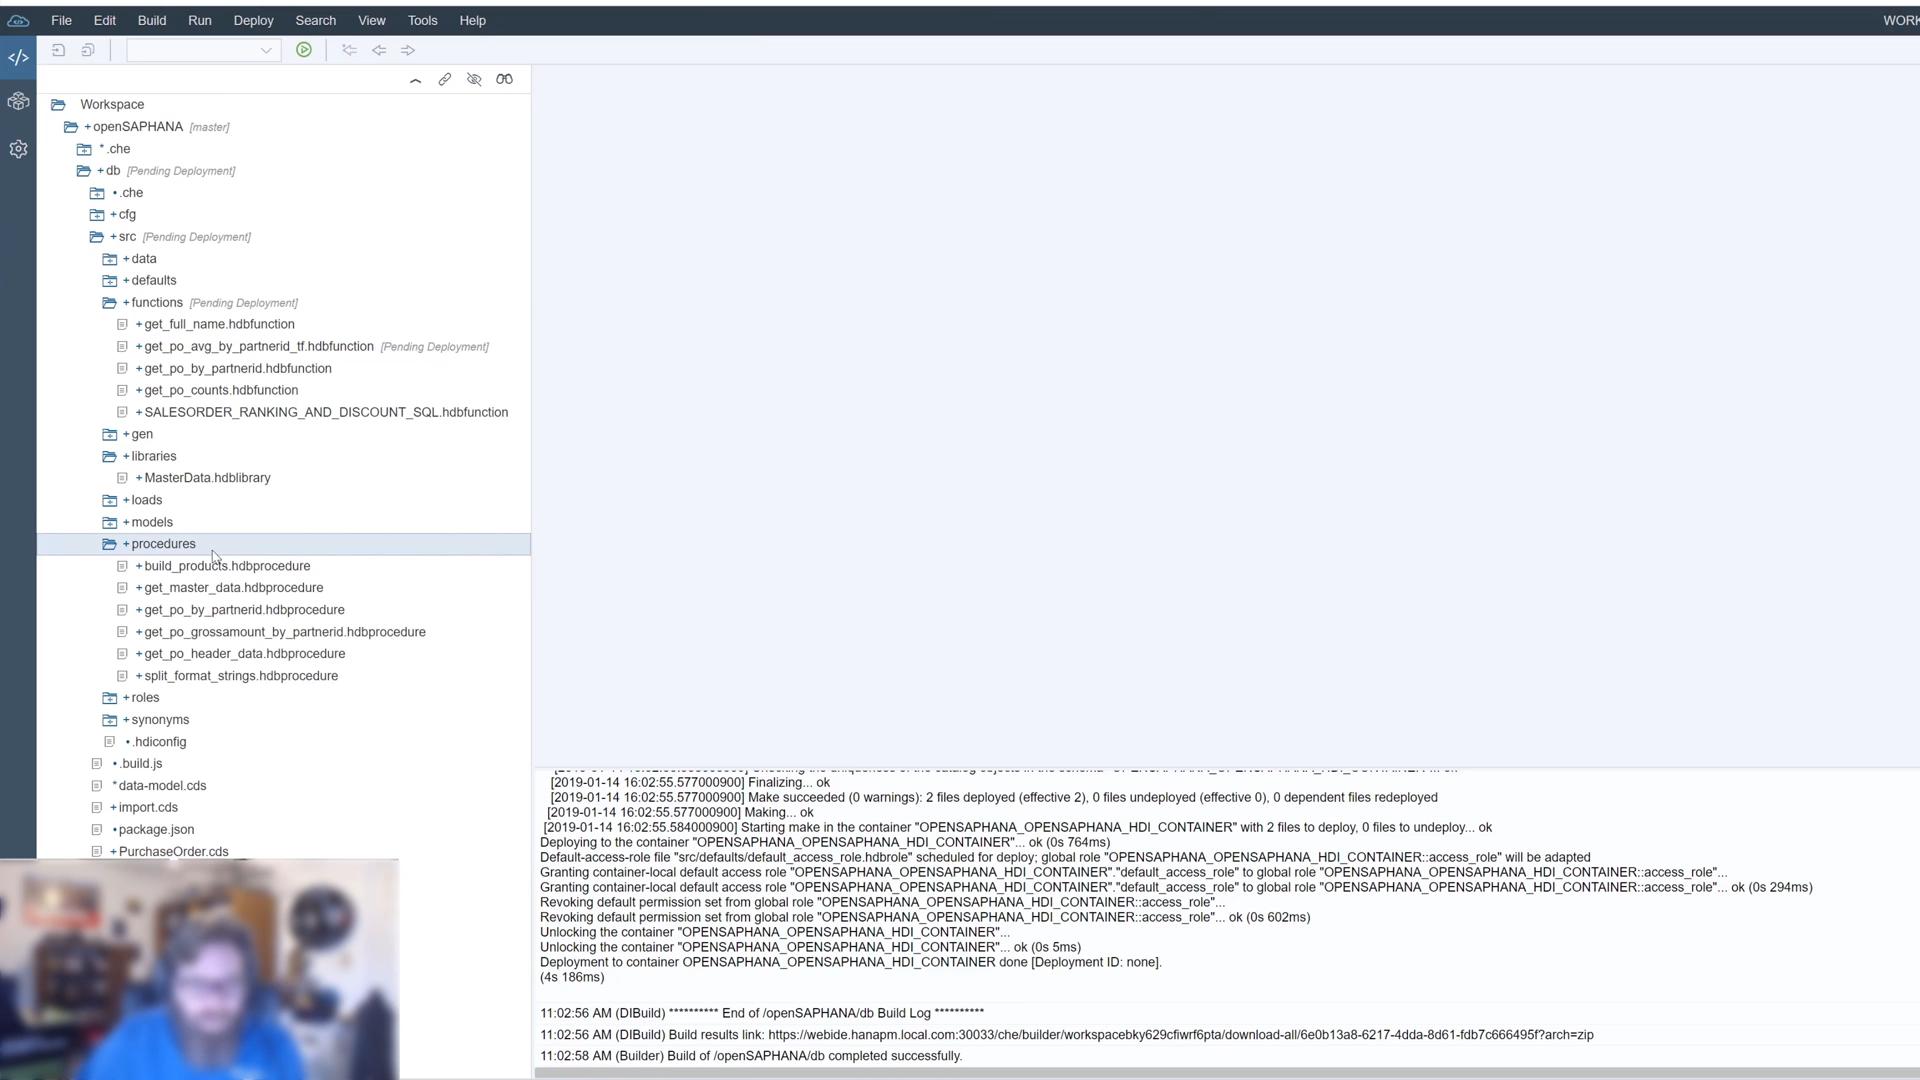 File Edit Build Run Deploy Search View Tools Help WORK
Workspace
+ openSAPHANA [master]
* .che
+ db [Pending Deployment]
• .che
+ cfg
+ src [Pending Deployment]
+ data
+ defaults
+ functions [Pending Deployment]
+ get_full_name.hdbfunction
+ get_po_avg_by_partnerid_tf.hdbfunction [Pending Deployment]
+ get_po_by_partnerid.hdbfunction
+ get_po_counts.hdbfunction
+ SALESORDER_RANKING_AND_DISCOUNT_SQL.hdbfunction
+ gen
+ libraries
+ MasterData.hdblibrary
+ loads
+ models
+ procedures
+ build_products.hdbprocedure
+ get_master_data.hdbprocedure
+ get_po_by_partnerid.hdbprocedure
+ get_po_grossamount_by_partnerid.hdbprocedure
+ get_po_header_data.hdbprocedure
+ split_format_strings.hdbprocedure
+ roles
+ synonyms
• .hdiconfig
• .build.js
* data-model.cds
+ import.cds
• package.json
+ PurchaseOrder.cds
[2019-01-14 16:02:55.577000900] Finalizing... ok
[2019-01-14 16:02:55.577000900] Make succeeded (0 warnings): 2 files deployed (effective 2), 0 files undeployed (effective 0), 0 dependent files redeployed
[2019-01-14 16:02:55.577000900] Making... ok
[2019-01-14 16:02:55.584000900] Starting make in the container "OPENSAPHANA_OPENSAPHANA_HDI_CONTAINER" with 2 files to deploy, 0 files to undeploy... ok
Deploying to the container "OPENSAPHANA_OPENSAPHANA_HDI_CONTAINER"... ok (0s 764ms)
Default-access-role file "src/defaults/default_access_role.hdbrole" scheduled for deploy; global role "OPENSAPHANA_OPENSAPHANA_HDI_CONTAINER::access_role" will be adapted
Granting container-local default access role "OPENSAPHANA_OPENSAPHANA_HDI_CONTAINER"."default_access_role" to global role "OPENSAPHANA_OPENSAPHANA_HDI_CONTAINER::access_role"...
Granting container-local default access role "OPENSAPHANA_OPENSAPHANA_HDI_CONTAINER"."default_access_role" to global role "OPENSAPHANA_OPENSAPHANA_HDI_CONTAINER::access_role"... ok (0s 294ms)
Revoking default permission set from global role "OPENSAPHANA_OPENSAPHANA_HDI_CONTAINER::access_role"...
Revoking default permission set from global role "OPENSAPHANA_OPENSAPHANA_HDI_CONTAINER::access_role"... ok (0s 602ms)
Unlocking the container "OPENSAPHANA_OPENSAPHANA_HDI_CONTAINER"...
Unlocking the container "OPENSAPHANA_OPENSAPHANA_HDI_CONTAINER"... ok (0s 5ms)
Deployment to container OPENSAPHANA_OPENSAPHANA_HDI_CONTAINER done [Deployment ID: none].
(4s 186ms)
11:02:56 AM (DIBuild) ********** End of /openSAPHANA/db Build Log **********
11:02:56 AM (DIBuild) Build results link: https://webide.hanapm.local.com:30033/che/builder/workspacebky629cfiwrf6pta/download-all/6e0b13a8-6217-4dda-8d61-fdb7c666495f?arch=zip
11:02:58 AM (Builder) Build of /openSAPHANA/db completed successfully.